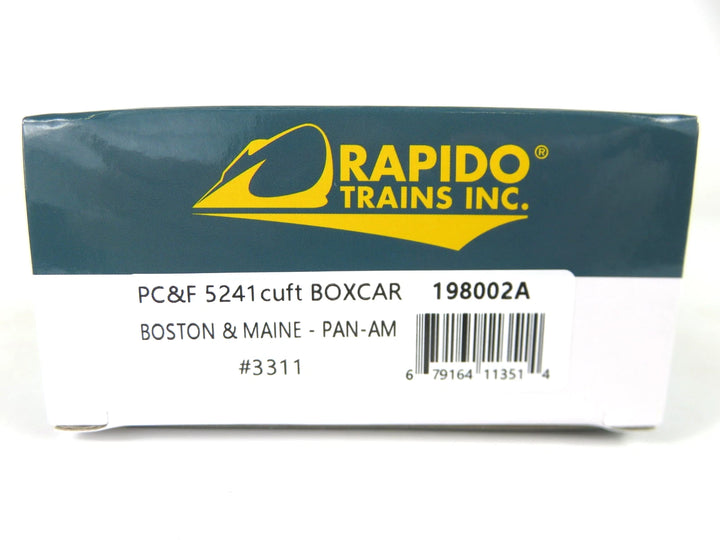 RAPIDO®
TRAINS INC.
PC&F 5241cuft BOXCAR 198002A
BOSTON & MAINE - PAN-AM
#3311
6 79164 11351 4